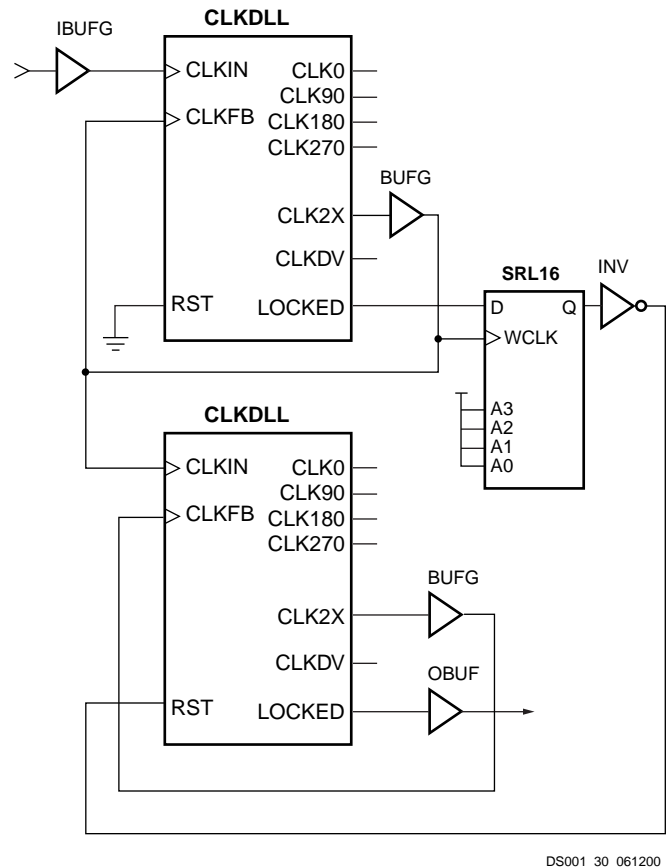 CLKDLL
IBUFG
CLKIN
CLKFB
RST
CLK0
CLK90
CLK180
CLK270
CLK2X
CLKDV
LOCKED
BUFG
SRL16
D
Q
WCLK
A3
A2
A1
A0
INV
CLKDLL
CLKIN
CLKFB
RST
CLK0
CLK90
CLK180
CLK270
CLK2X
CLKDV
LOCKED
BUFG
OBUF
DS001_30_061200